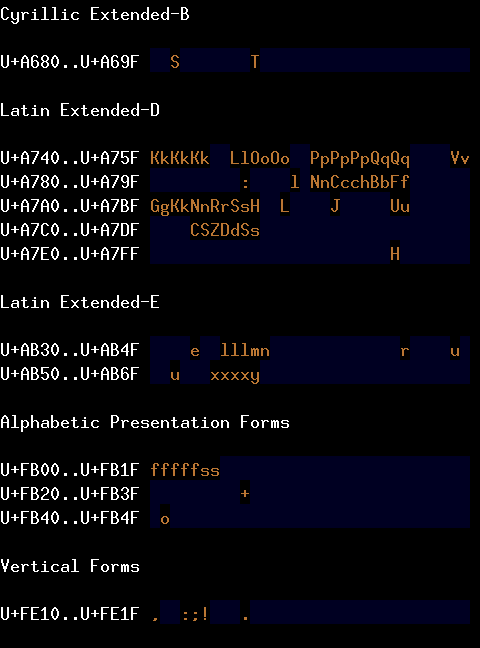 Cyrillic Extended-B
U+A680..U+A69F   S       T
Latin Extended-D
U+A740..U+A75F KkKkKk  LlOoOo  PpPpPpQqQq    Vv
U+A780..U+A79F          :    l NnCcchBbFf
U+A7A0..U+A7BF GgKkNnRrSsH  L    J     Uu
U+A7C0..U+A7DF     CSZDdSs
U+A7E0..U+A7FF                         H
Latin Extended-E
U+AB30..U+AB4F     e  lllmn             r    u
U+AB50..U+AB6F   u   xxxxy
Alphabetic Presentation Forms
U+FB00..U+FB1F fffffss
U+FB20..U+FB3F          +
U+FB40..U+FB4F  o
Vertical Forms
U+FE10..U+FE1F ,  :;!   .